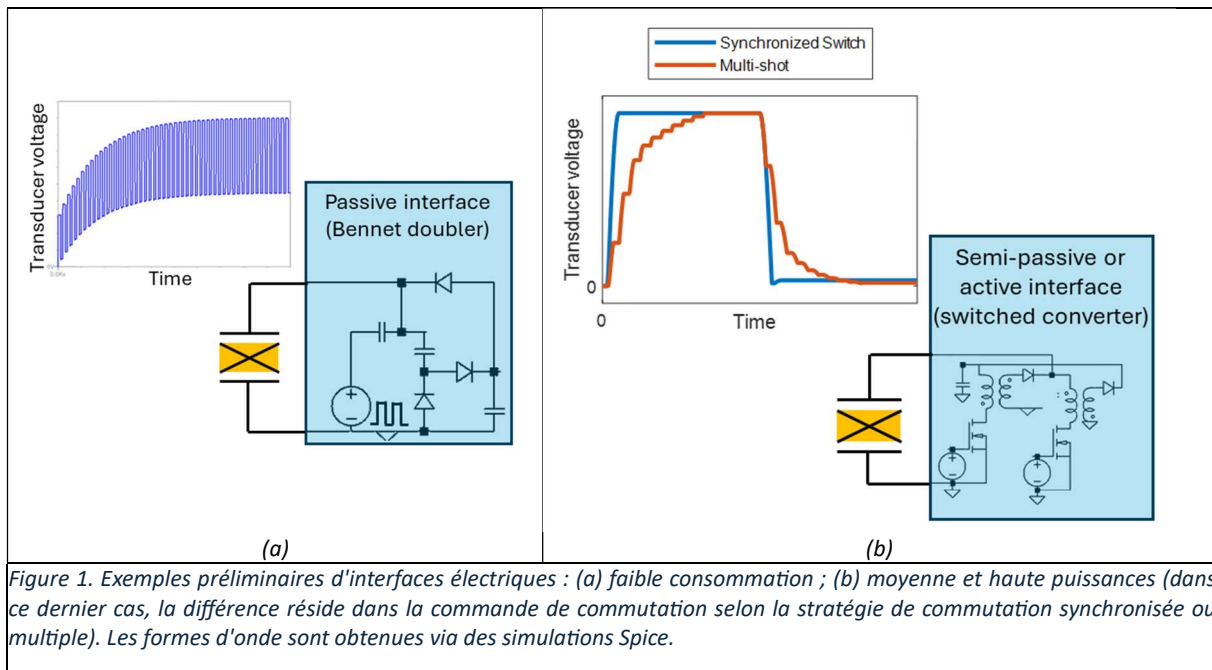 Transducer voltage
Time
Passive interface
(Bennet doubler)
(a)
Synchronized Switch
Multi-shot
Transducer voltage
0
0
Time
Semi-passive or
active interface
(switched converter)
(b)
Figure 1. Exemples préliminaires d'interfaces électriques : (a) faible consommation ; (b) moyenne et haute puissances (dans
ce dernier cas, la différence réside dans la commande de commutation selon la stratégie de commutation synchronisée ou
multiple). Les formes d'onde sont obtenues via des simulations Spice.